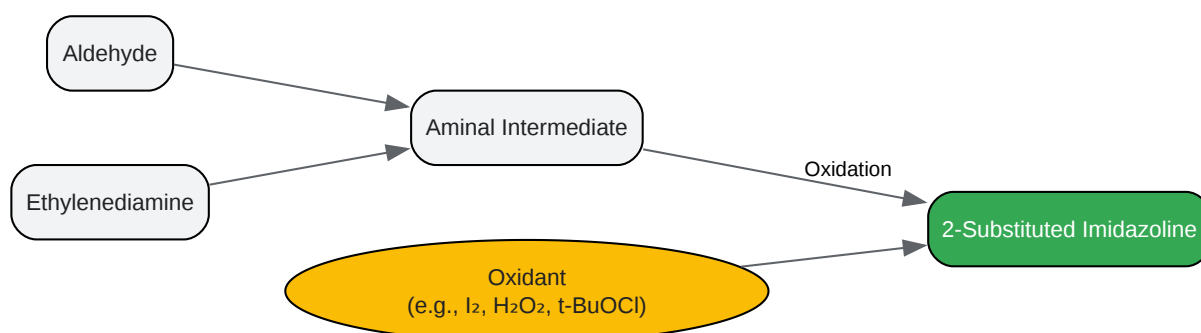 Aldehyde
Ethylenediamine
Aminal Intermediate
Oxidation
Oxidant
(e.g., I₂, H₂O₂, t-BuOCl)
2-Substituted Imidazoline